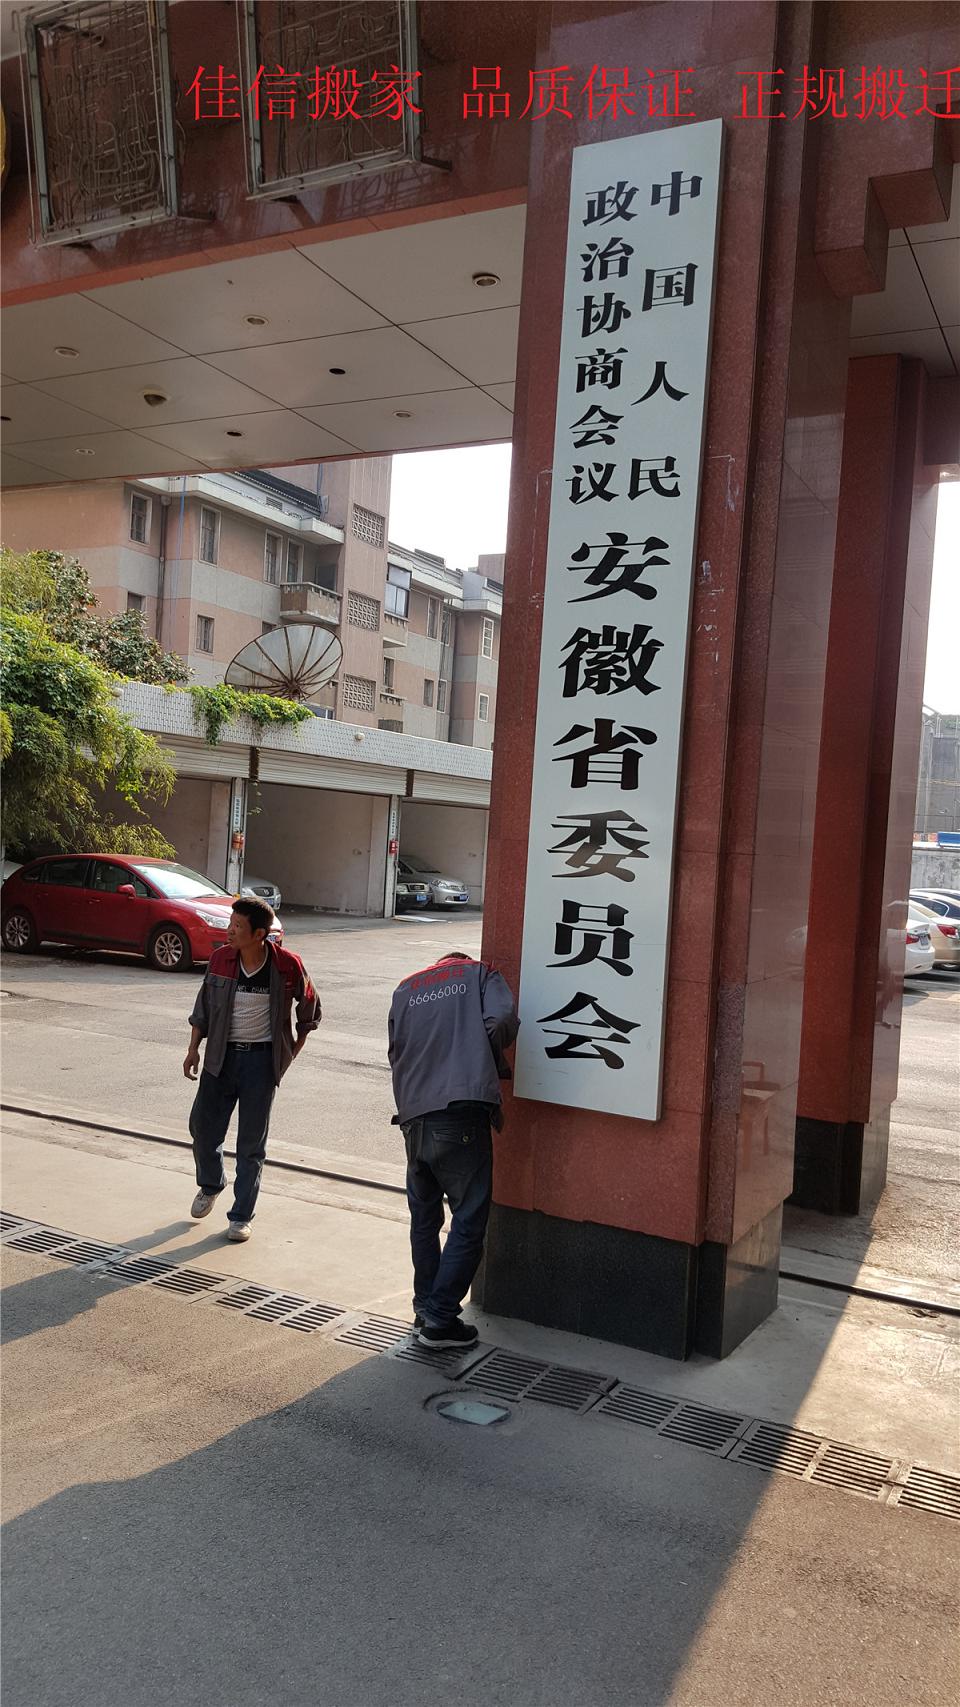 佳信搬家 品质保证 正规搬迁
中国人民
政治协商会议
安徽省委员会
66666000